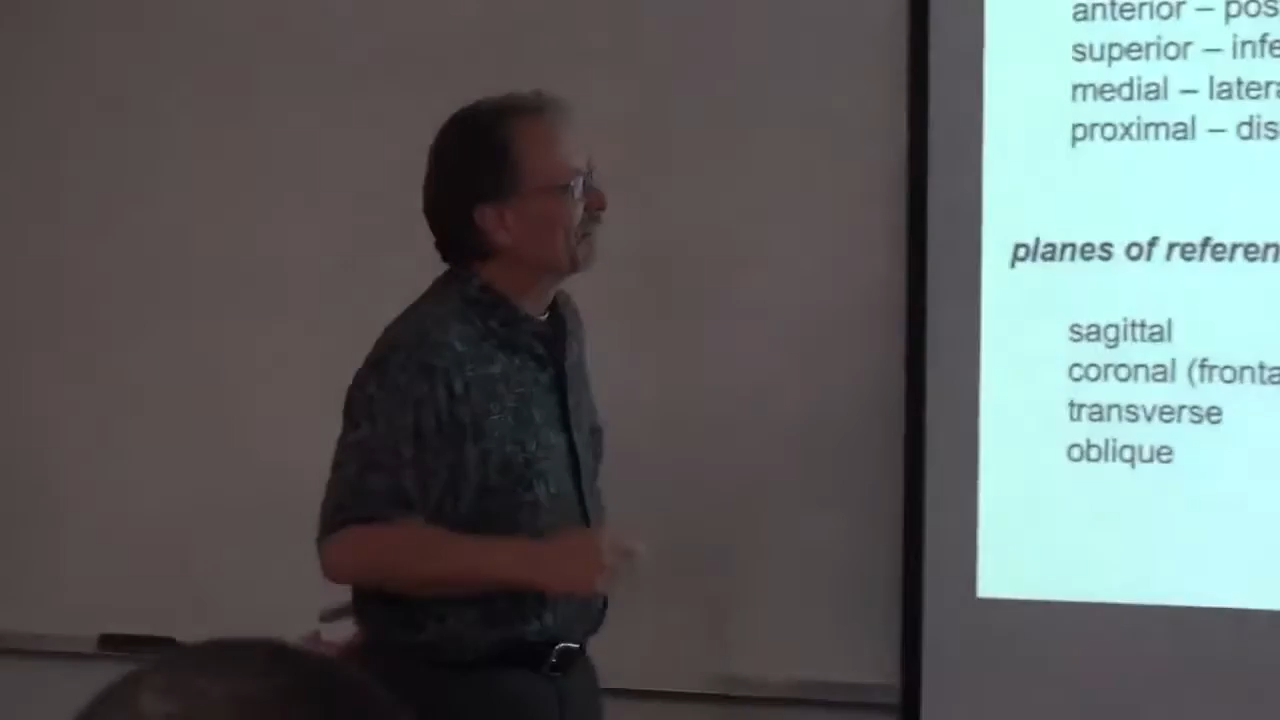 anterior – pos
superior – infe
medial – latera
proximal – dis
planes of referen
sagittal
coronal (fronta
transverse
oblique